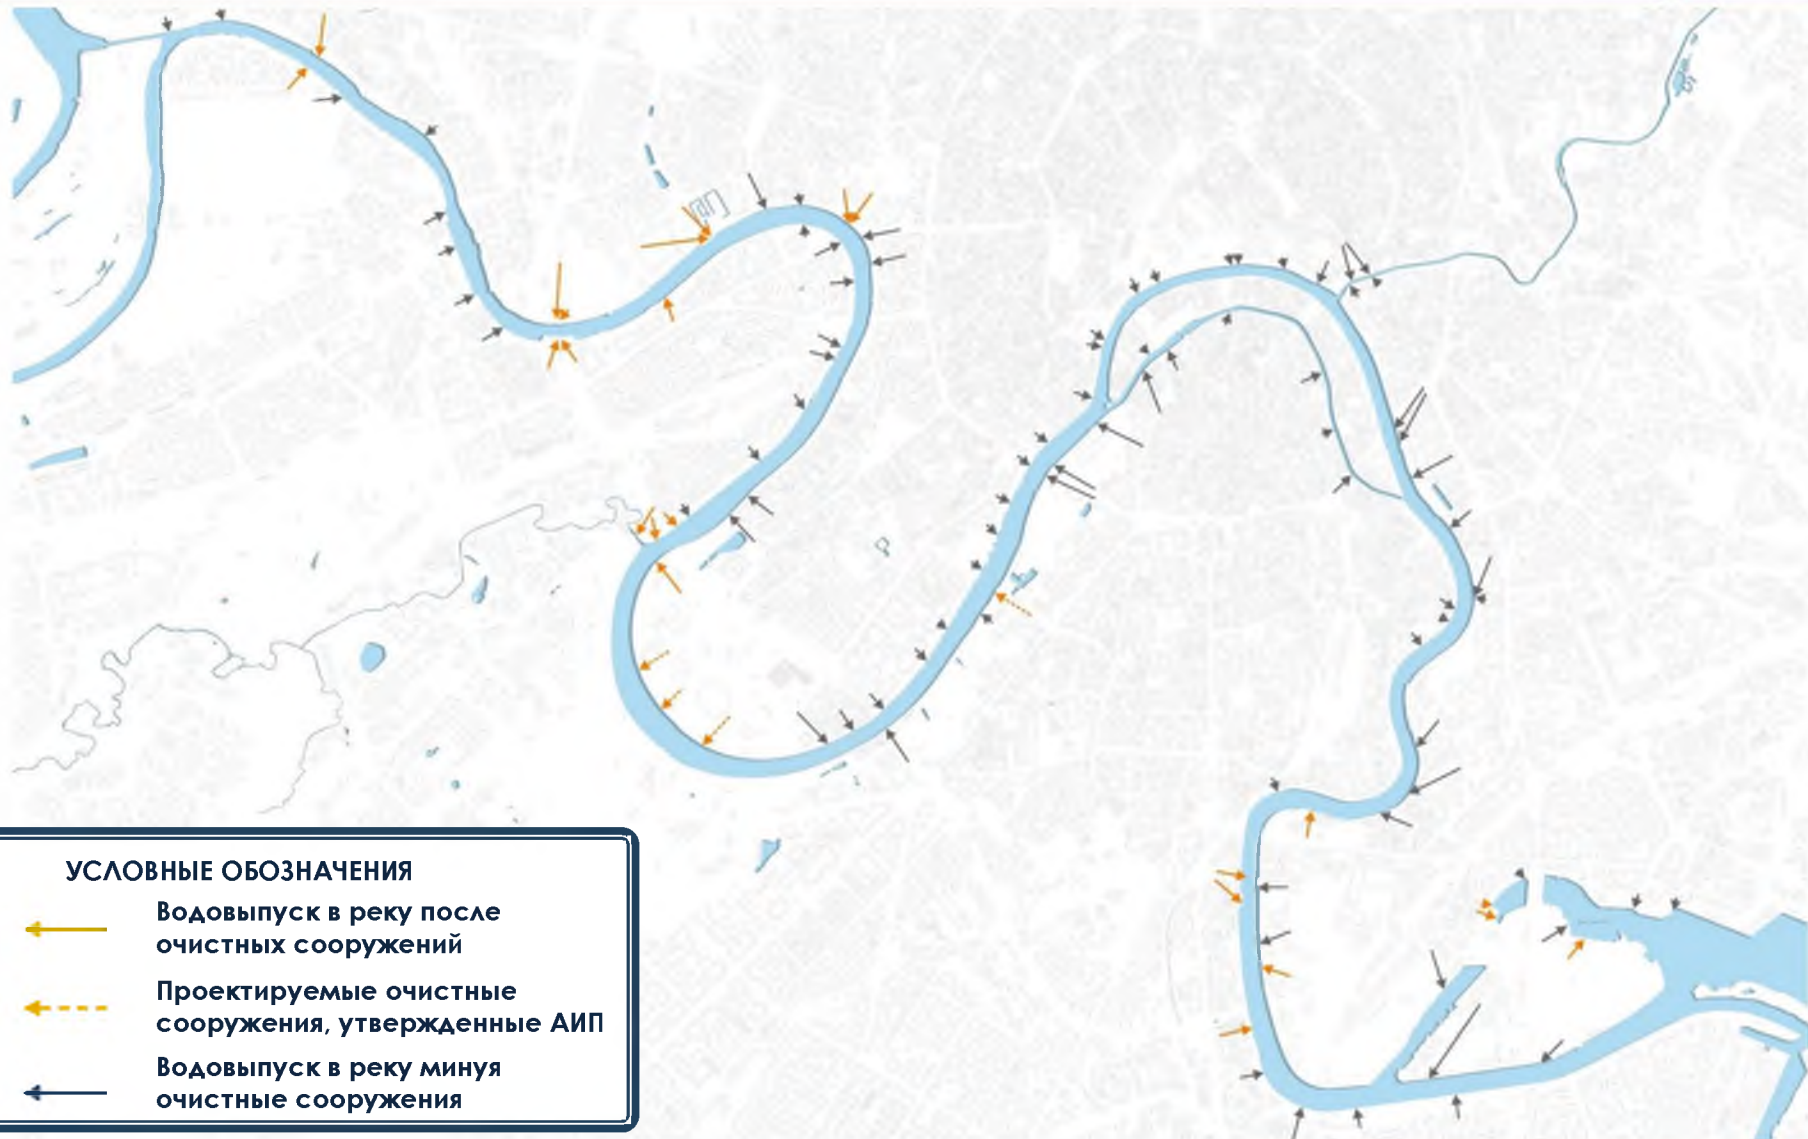 УСЛОВНЫЕ ОБОЗНАЧЕНИЯ
Водовыпуск в реку после
очистных сооружений
Проектируемые очистные
сооружения, утвержденные АИП
Водовыпуск в реку минуя
очистные сооружения